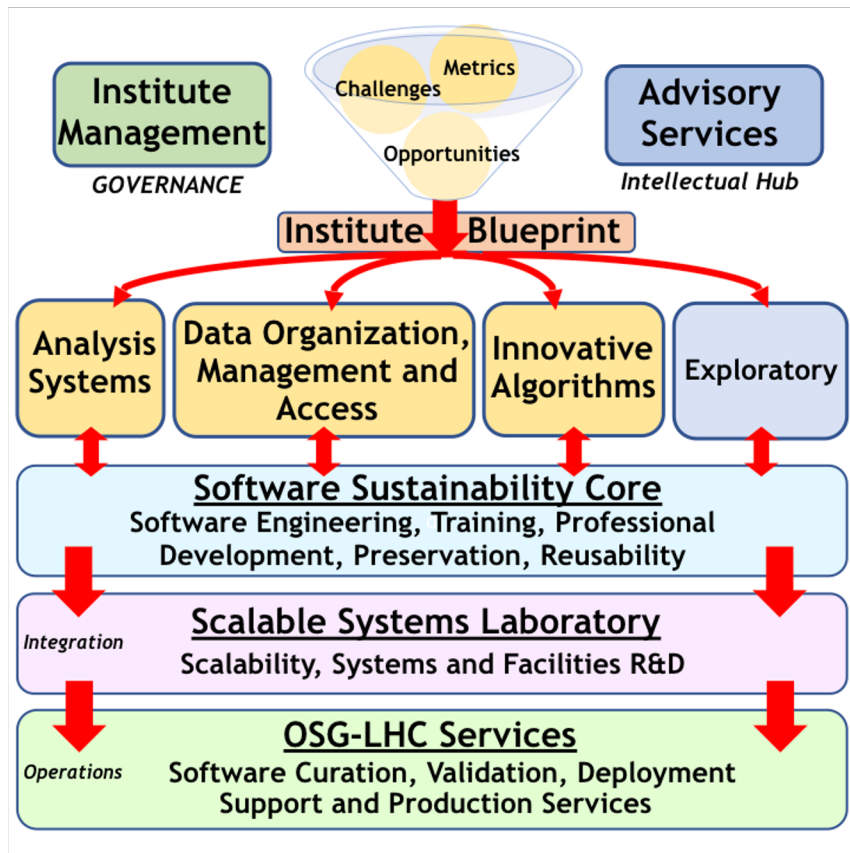 Institute
Management
GOVERNANCE
Challenges
Metrics
Opportunities
Advisory
Services
Intellectual Hub
Institute Blueprint
Analysis
Systems
Data Organization,
Management and
Access
Innovative
Algorithms
Exploratory
Software Sustainability Core
Software Engineering, Training, Professional
Development, Preservation, Reusability
Integration
Scalable Systems Laboratory
Scalability, Systems and Facilities R&D
OSG-LHC Services
Operations
Software Curation, Validation, Deployment
Support and Production Services